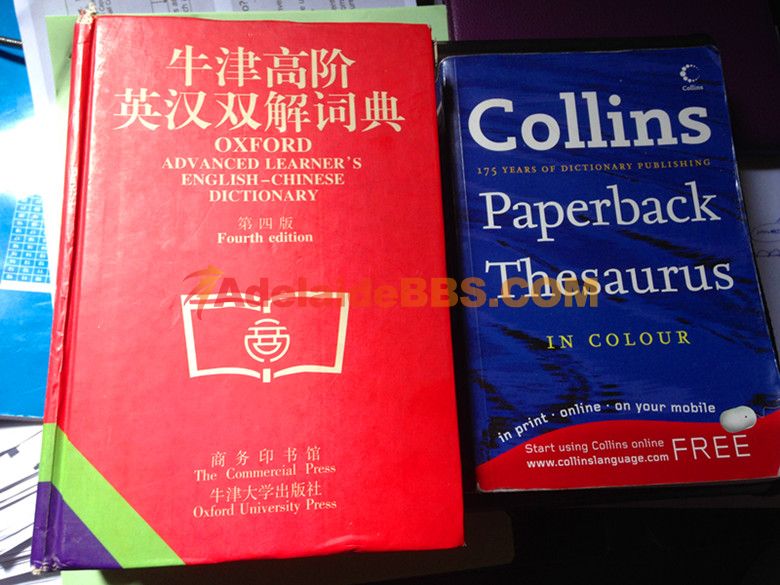 牛津高阶
英汉双解词典
OXFORD
ADVANCED LEARNER'S
ENGLISH–CHINESE
DICTIONARY
第四版
Fourth edition
商务印书馆
The Commercial Press
牛津大学出版社
Oxford University Press
Collins
Collins
175 YEARS OF DICTIONARY PUBLISHING
Paperback
Thesaurus
IN COLOUR
in print · online · on your mobile
Start using Collins online
www.collinslanguage.com
FREE
AdelaideBBS.COM